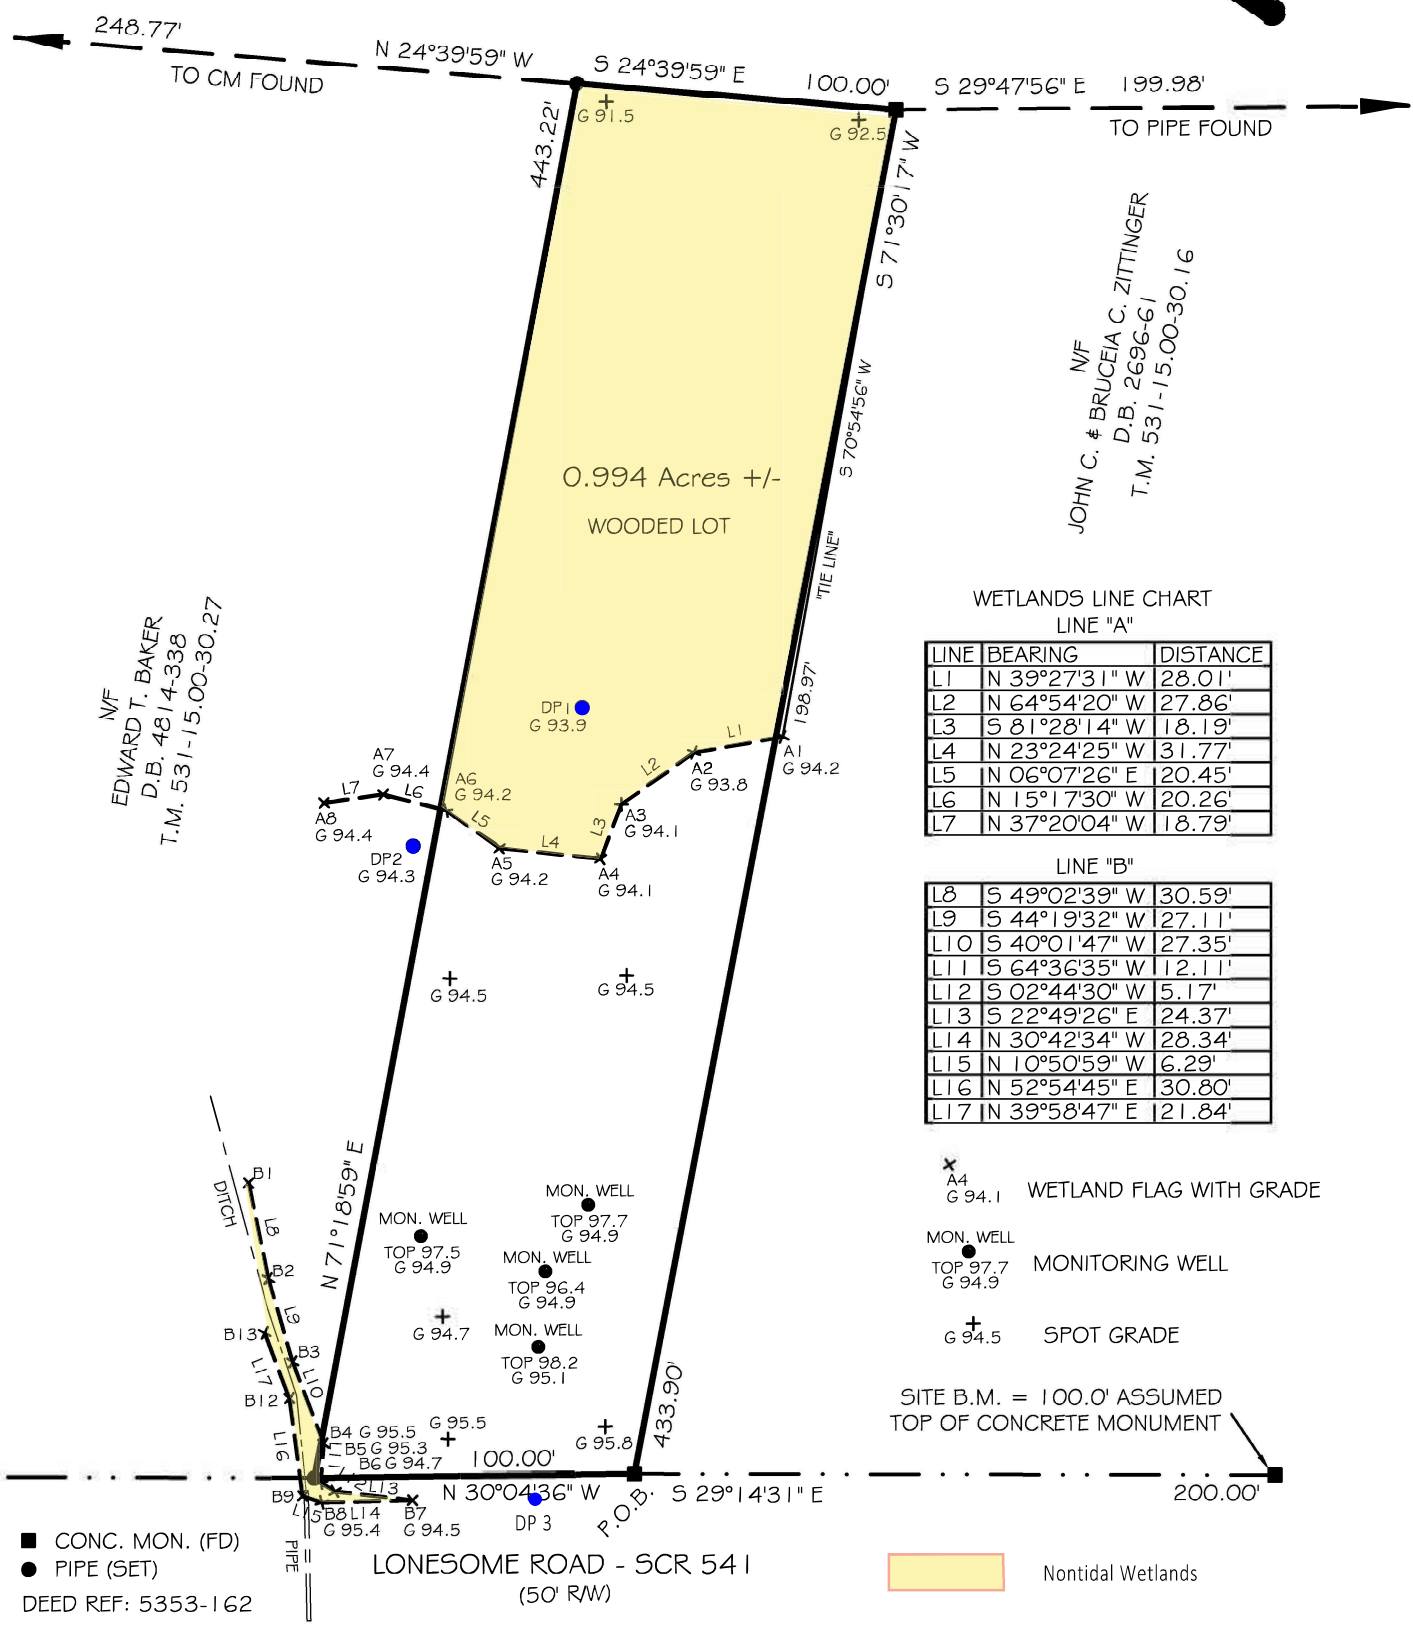 248.77'
N 24°39'59" W
TO CM FOUND
S 24°39'59" E
100.00'
S 29°47'56" E 199.98'
TO PIPE FOUND
G 91.5
G 92.5
443.22'
S 71°30'17' W
N/F
JOHN C. & BRUCEIA C. ZITTINGER
D.B. 2696-61
T.M. 531-15.00-30.16
S 70°54'56" W
"TIE LINE"
198.97'
0.994 Acres +/-
WOODED LOT
N/F
EDWARD T. BAKER
D.B. 4814-338
T.M. 531-15.00-30.27
DP1
G 93.9
A7
G 94.4
L7
L6
A8
G 94.4
A6
G 94.2
L5
L4
L3
L2
L1
A1
G 94.2
A2
G 93.8
A3
G 94.1
A4
G 94.1
A5
G 94.2
DP2
G 94.3
G 94.5
G 94.5
WETLANDS LINE CHART
LINE "A"
LINE BEARING DISTANCE
L1 N 39°27'31" W 28.01'
L2 N 64°54'20" W 27.86'
L3 S 81°28'14" W 18.19'
L4 N 23°24'25" W 31.77'
L5 N 06°07'26" E 20.45'
L6 N 15°17'30" W 20.26'
L7 N 37°20'04" W 18.79'
LINE "B"
L8 S 49°02'39" W 30.59'
L9 S 44°19'32" W 27.11'
L10 S 40°01'47" W 27.35'
L11 S 64°36'35" W 12.11'
L12 S 02°44'30" W 5.17'
L13 S 22°49'26" E 24.37'
L14 N 30°42'34" W 28.34'
L15 N 10°50'59" W 6.29'
L16 N 52°54'45" E 30.80'
L17 N 39°58'47" E 21.84'
A4
G 94.1
WETLAND FLAG WITH GRADE
MON. WELL
TOP 97.7
G 94.9
MONITORING WELL
G 94.5
SPOT GRADE
SITE B.M. = 100.0' ASSUMED
TOP OF CONCRETE MONUMENT
N 71°18'59" E
MON. WELL
TOP 97.7
G 94.9
MON. WELL
TOP 97.5
G 94.9
MON. WELL
TOP 96.4
G 94.9
G 94.7
MON. WELL
TOP 98.2
G 95.1
DITCH
B1
L8
B2
L9
B13
B3
L17
L10
B12
L16
B4 G 95.5
B5 G 95.3
B6 G 94.7
L13
G 95.5
G 95.8
433.90'
100.00'
N 30°04'36" W
S 29°14'31" E
200.00'
P.O.B.
B9
L15
B8
L14
G 95.4
B7
G 94.5
DP 3
PIPE
CONC. MON. (FD)
PIPE (SET)
DEED REF: 5353-162
LONESOME ROAD - SCR 541
(50' R/W)
Nontidal Wetlands